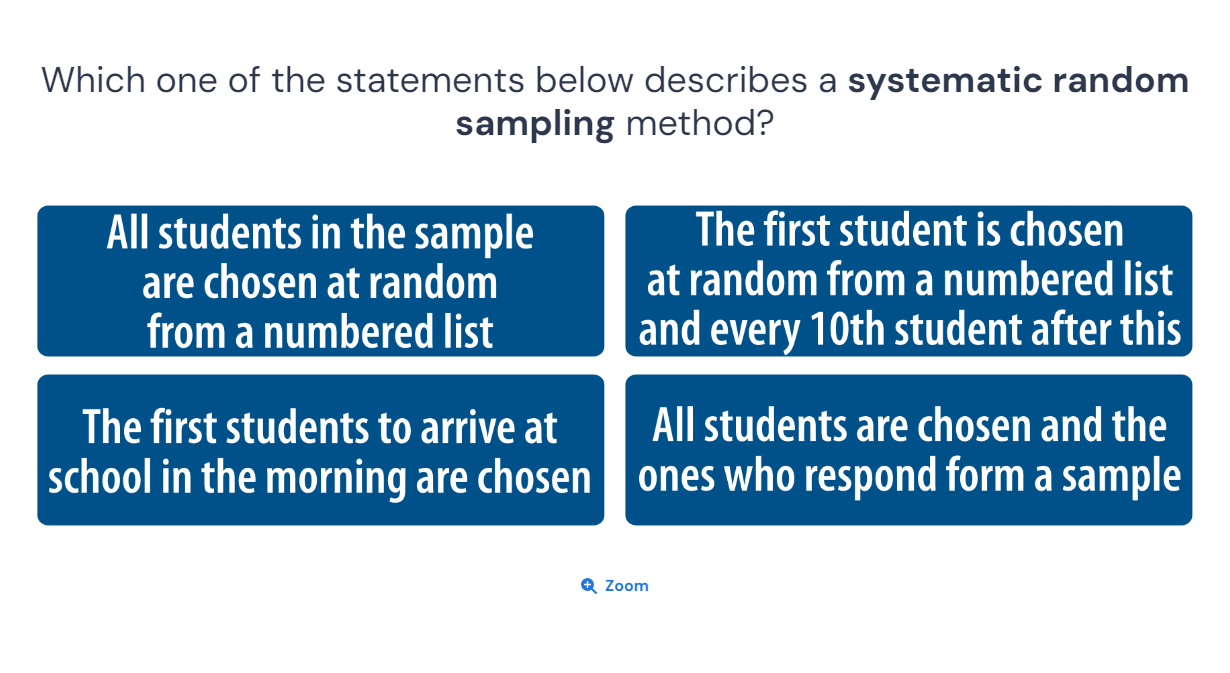 Which one of the statements below describes a systematic random
sampling method?
All students in the sample
are chosen at random
from a numbered list
The first student is chosen
at random from a numbered list
and every 10th student after this
The first students to arrive at
school in the morning are chosen
All students are chosen and the
ones who respond form a sample
Zoom